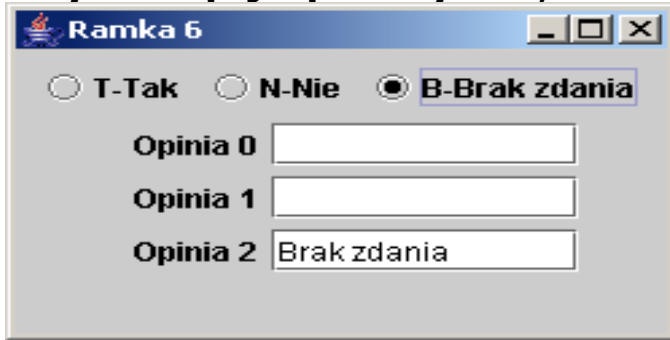 Ramka 6
T-Tak N-Nie B-Brak zdania
Opinia 0
Opinia 1
Opinia 2 Brak zdania